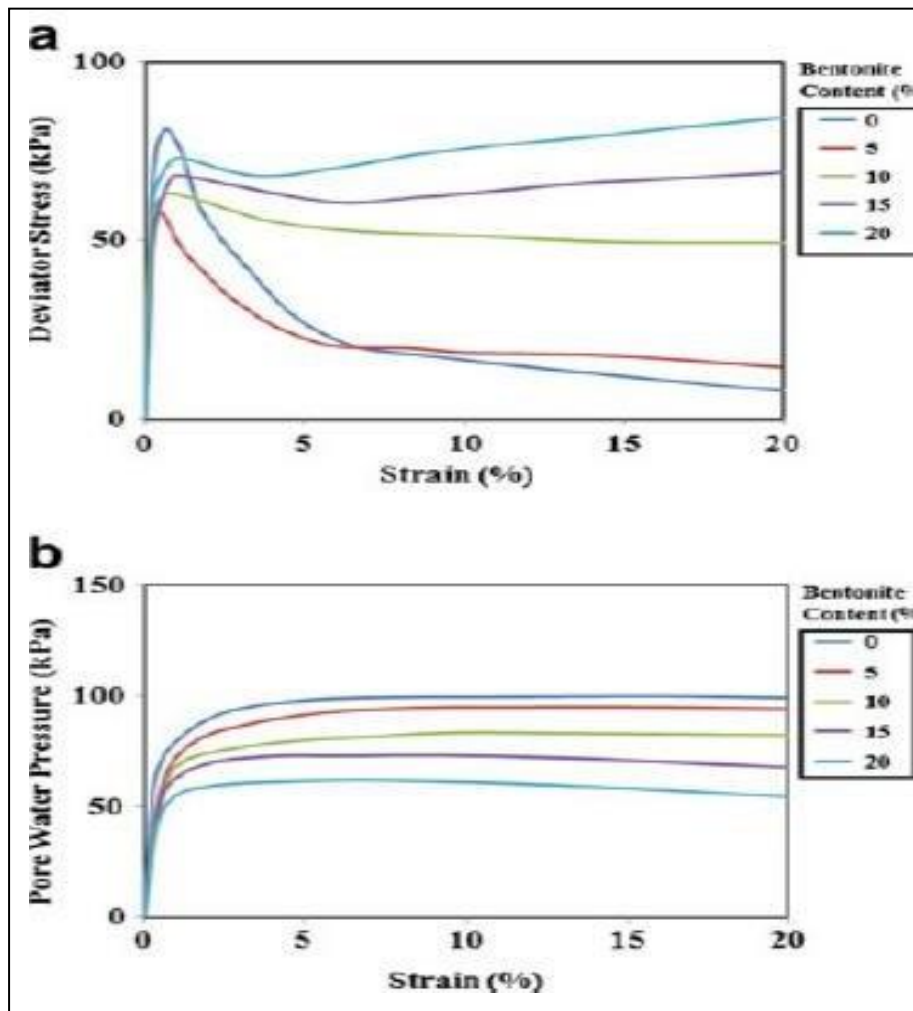 a
100
50
0
Deviator Stress (kPa)
0 5 10 15 20
Strain (%)
Bentonite
Content (%
0
5
10
15
20
b
150
100
50
0
Pore Water Pressure (kPa)
0 5 10 15 20
Strain (%)
Bentonite
Content (%
0
5
10
15
20